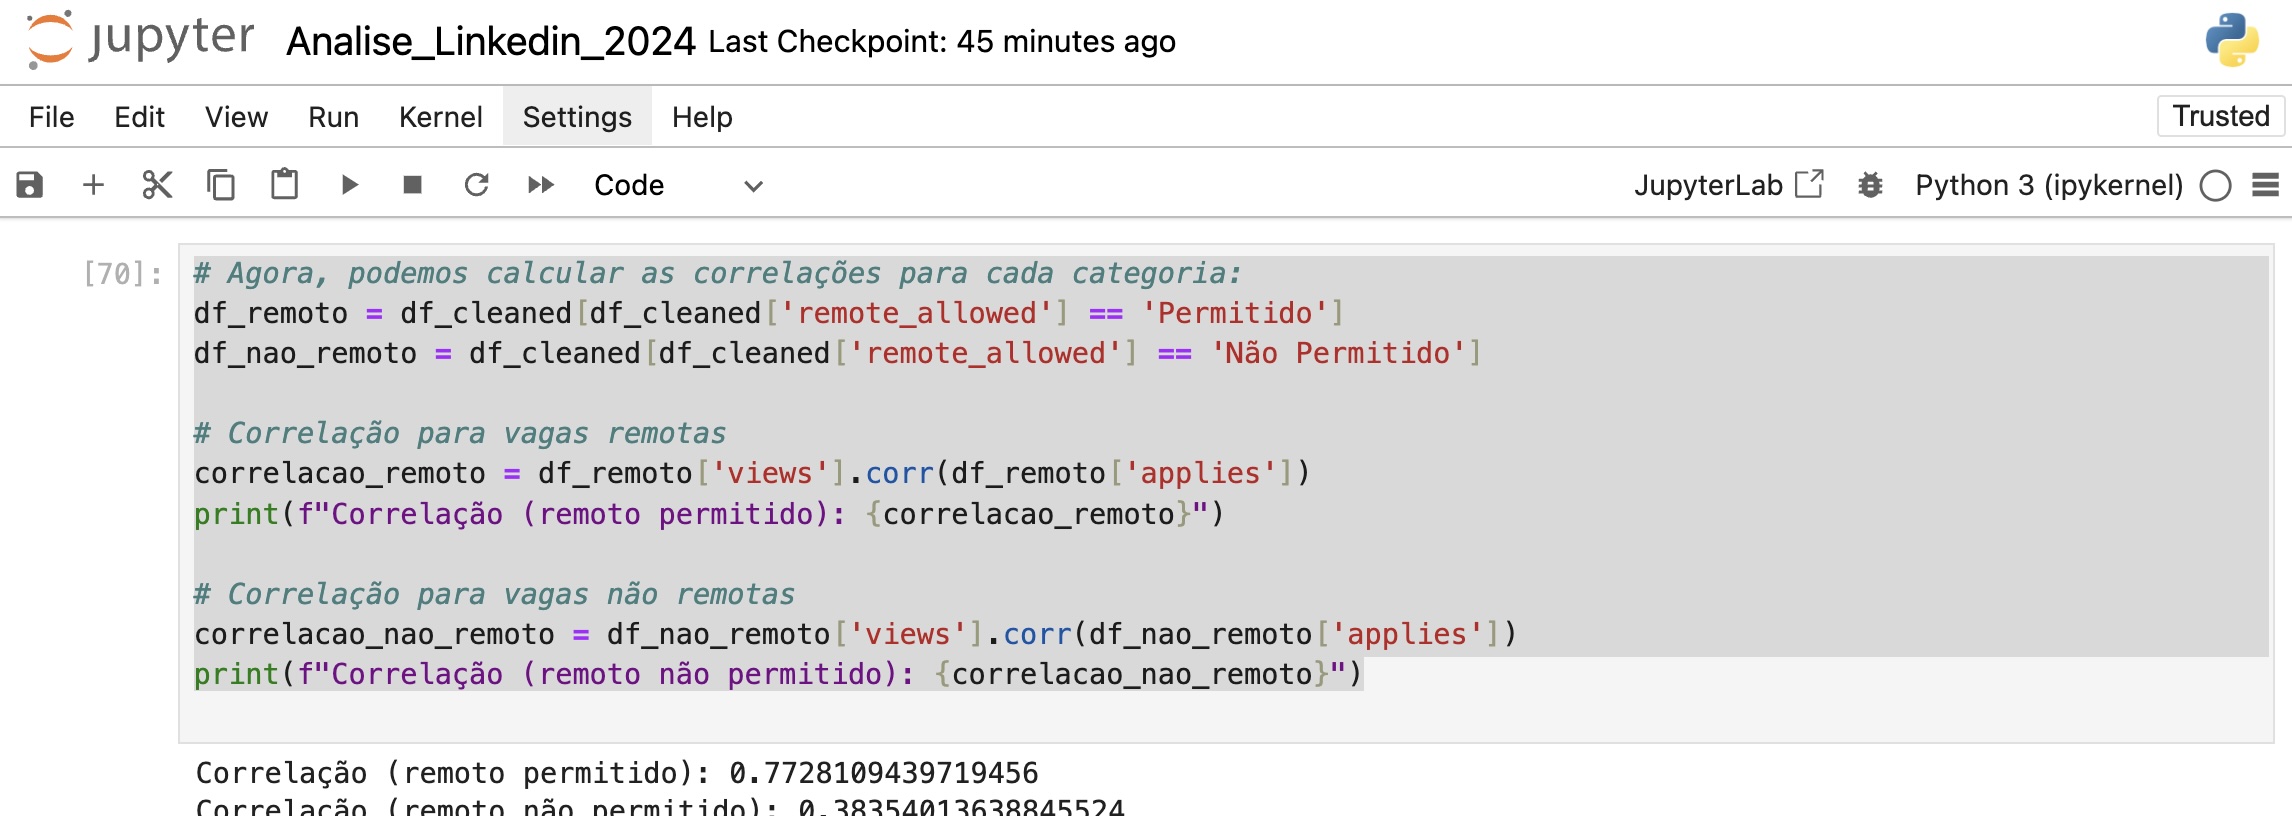 jupyter Analise_Linkedin_2024 Last Checkpoint: 45 minutes ago
File Edit View Run Kernel Settings Help Trusted
Code JupyterLab Python 3 (ipykernel)
[70]: # Agora, podemos calcular as correlações para cada categoria:
df_remoto = df_cleaned[df_cleaned['remote_allowed'] == 'Permitido']
df_nao_remoto = df_cleaned[df_cleaned['remote_allowed'] == 'Não Permitido']
# Correlação para vagas remotas
correlacao_remoto = df_remoto['views'].corr(df_remoto['applies'])
print(f"Correlação (remoto permitido): {correlacao_remoto}")
# Correlação para vagas não remotas
correlacao_nao_remoto = df_nao_remoto['views'].corr(df_nao_remoto['applies'])
print(f"Correlação (remoto não permitido): {correlacao_nao_remoto}")
Correlação (remoto permitido): 0.7728109439719456
Correlação (remoto não permitido): 0.38354013638845524